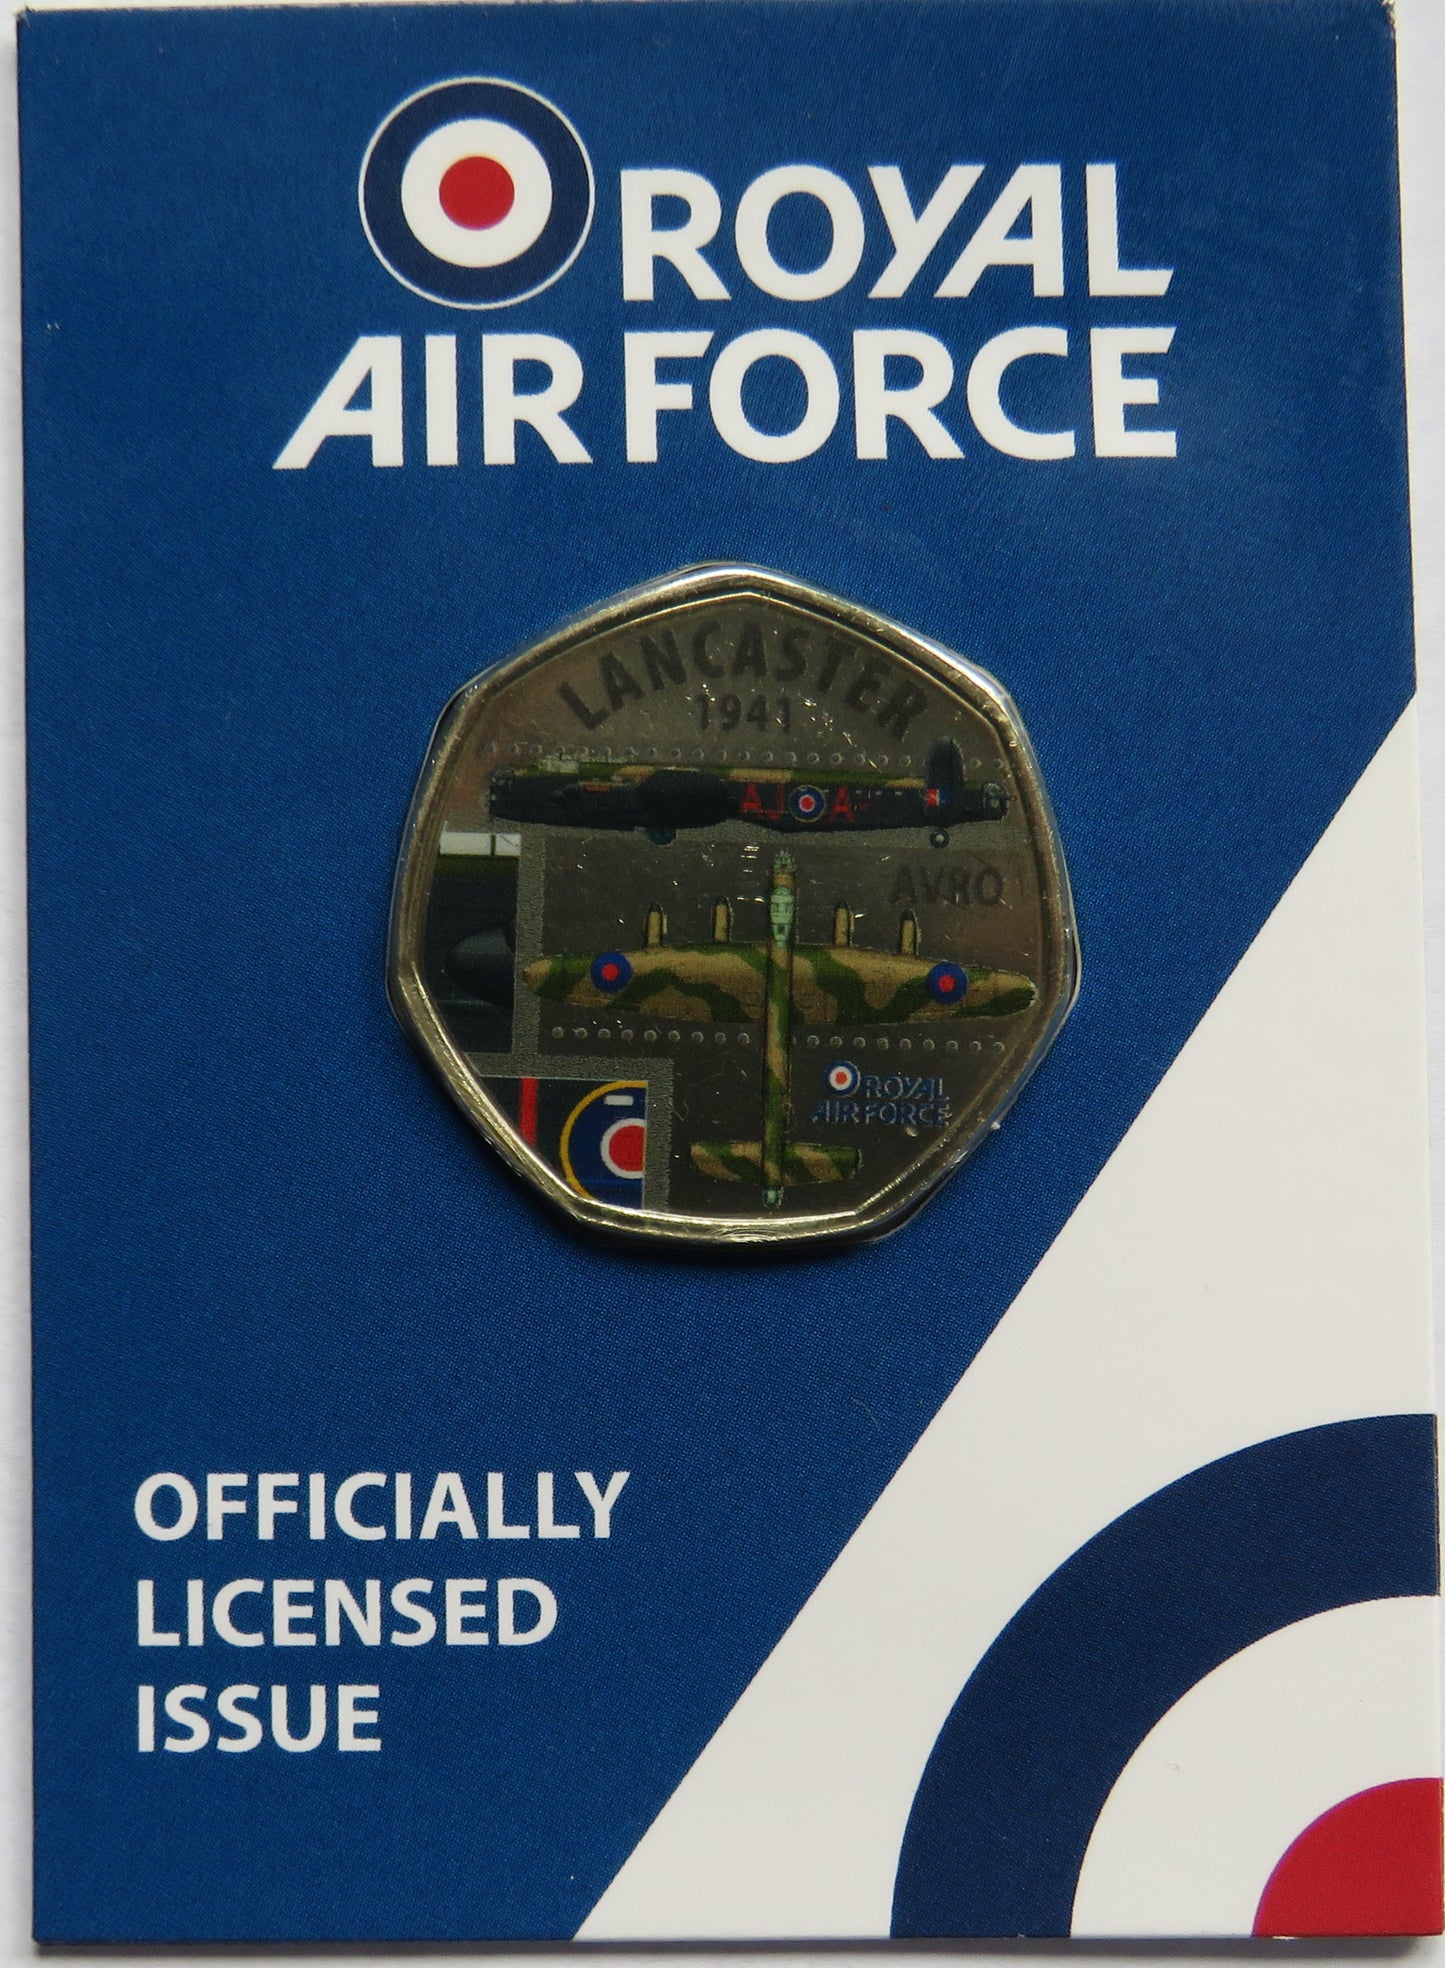 ROYAL
AIR FORCE
LANCASTER
1941
AJ A
AVRO
ROYAL
AIR FORCE
OFFICIALLY
LICENSED
ISSUE